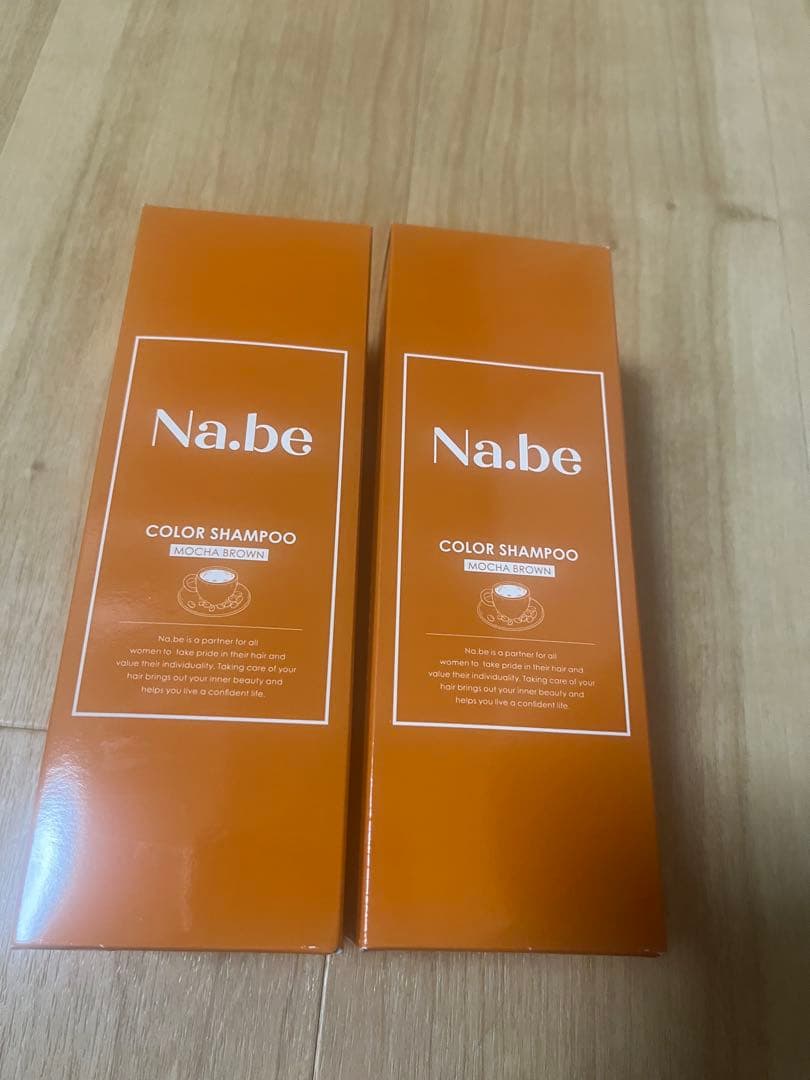 Na.be
COLOR SHAMPOO
MOCHA BROWN
Na.be is a partner for all
women to take pride in their hair and
value their individuality. Taking care of your
hair brings out your inner beauty and
helps you live a confident life.
Na.be
COLOR SHAMPOO
MOCHA BROWN
Na.be is a partner for all
women to take pride in their hair and
value their individuality. Taking care of your
hair brings out your inner beauty and
helps you live a confident life.